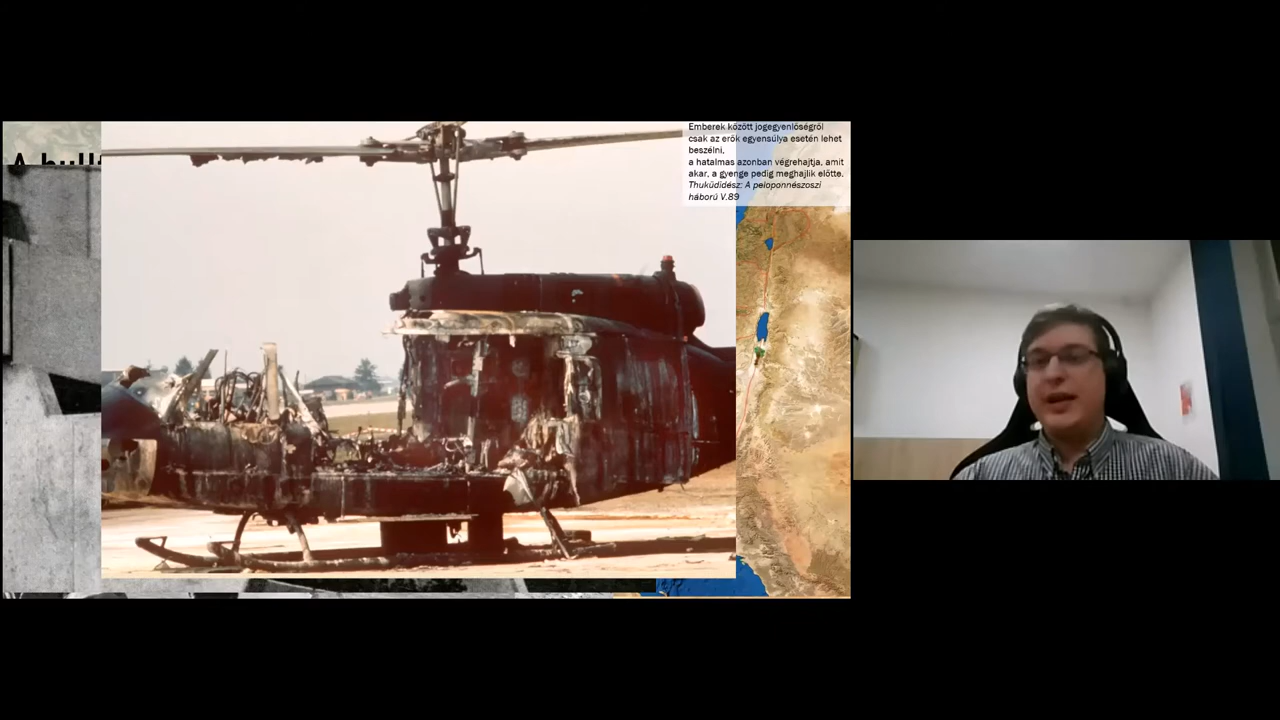 Emberek között jogegyenlőségről
csak az erők egyensúlya esetén lehet
beszélni,
a hatalmas azonban végrehajtja, amit
akar, a gyenge pedig meghajlik előtte.
Thuküdidész: A peloponnészoszi
háború V.89